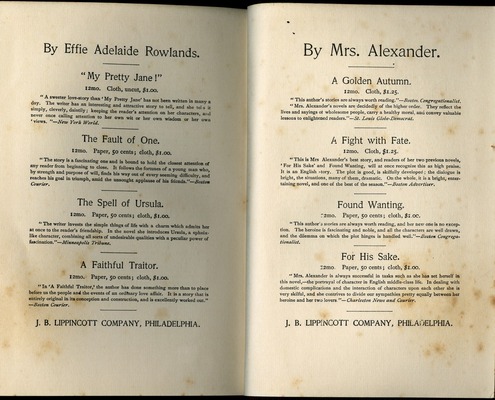 By Effie Adelaide Rowlands.
"My Pretty Jane!"
12mo. Cloth, uncut, $1.00.
"A sweeter love-story than 'My Pretty Jane' has not been written in many a
day. The writer has an interesting and attractive story to tell, and she tells it
simply, cleverly, daintily; keeping the reader's attention on her characters, and
never once calling attention to her own wit or her own wisdom or her own
'views.'"—New York World.
The Fault of One.
12mo. Paper, 50 cents; cloth, $1.00.
"The story is a fascinating one and is bound to hold the closest attention of
any reader from beginning to close. It follows the fortunes of a young man who,
by strength and purpose of will, finds his way out of every seeming difficulty, and
reaches his goal in triumph, amid the unsought applause of his friends."—Boston
Courier.
The Spell of Ursula.
12mo. Paper, 50 cents; cloth, $1.00.
"The writer invests the simple things of life with a charm which admits her
at once to the reader's friendship. In the novel she introduces Ursula, a sphinx-
like character, combining all sorts of undesirable qualities with a peculiar power of
fascination."—Minneapolis Tribune.
A Faithful Traitor.
12mo. Paper, 50 cents; cloth, $1.00.
"In 'A Faithful Traitor,' the author has done something more than to place
before us the people and the events of an ordinary love affair. It is a story that is
entirely original in its conception and construction, and is excellently worked out."
—Boston Courier.
J. B. LIPPINCOTT COMPANY, PHILADELPHIA.
By Mrs. Alexander.
A Golden Autumn.
12mo. Cloth, $1.25.
"This author's stories are always worth reading."—Boston Congregationalist.
"Mrs. Alexander's novels are decidedly of the higher order. They reflect the
lives and sayings of wholesome people, carry a healthy moral, and convey valuable
lessons to enlightened readers."—St. Louis Globe-Democrat.
A Fight with Fate.
12mo. Cloth, $1.25.
"This is Mrs Alexander's best story, and readers of her two previous novels,
'For His Sake' and Found Wanting, will at once recognize this as high praise.
It is an English story. The plot is good, is skilfully developed; the dialogue is
bright, the situations, many of them, dramatic. On the whole, it is a bright, enter-
taining novel, and one of the best of the season."—Boston Advertiser.
Found Wanting.
12mo. Paper, 50 cents; cloth, $1.00.
"This author's stories are always worth reading, and her new one is no excep-
tion. The heroine is fascinating and noble, and all the characters are well drawn,
and the dilemma on which the plot hinges is handled well."—Boston Congrega-
tionalist.
For His Sake.
12mo. Paper, 50 cents; cloth, $1.00.
"Mrs. Alexander is always successful in tasks such as she has set herself in
this novel,—the portrayal of character in English middle-class life. In dealing with
domestic complications and the interaction of characters upon each other she is
very skilful, and she contrives to divide our sympathies pretty equally between her
heroine and her two lovers."—Charleston News and Courier.
J. B. LIPPINCOTT COMPANY, PHILADELPHIA.